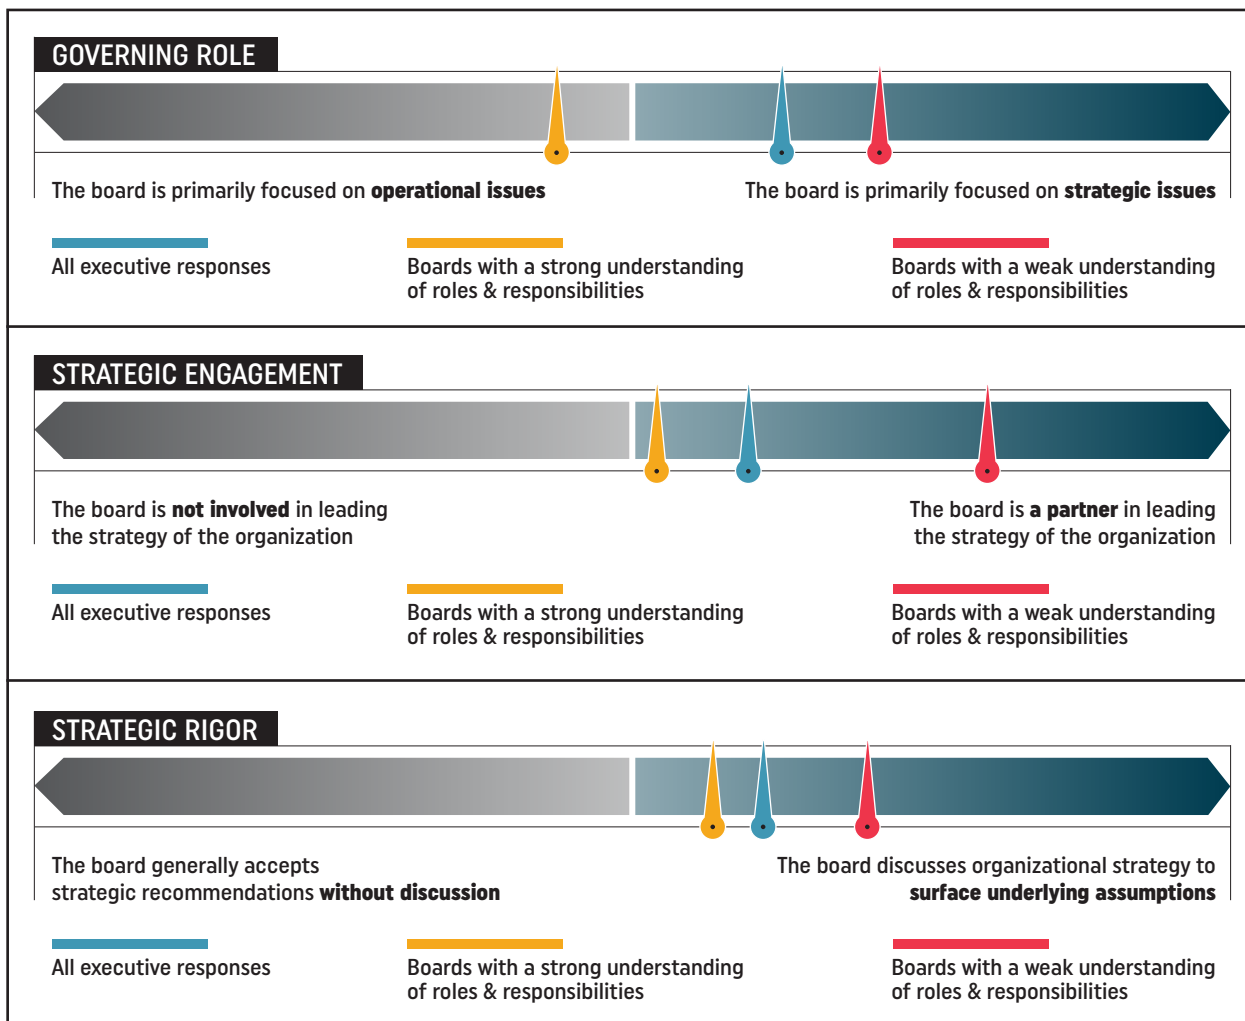 GOVERNING ROLE
The board is primarily focused on operational issues
The board is primarily focused on strategic issues
All executive responses
Boards with a strong understanding
of roles & responsibilities
Boards with a weak understanding
of roles & responsibilities
STRATEGIC ENGAGEMENT
The board is not involved in leading
the strategy of the organization
The board is a partner in leading
the strategy of the organization
All executive responses
Boards with a strong understanding
of roles & responsibilities
Boards with a weak understanding
of roles & responsibilities
STRATEGIC RIGOR
The board generally accepts
strategic recommendations without discussion
The board discusses organizational strategy to
surface underlying assumptions
All executive responses
Boards with a strong understanding
of roles & responsibilities
Boards with a weak understanding
of roles & responsibilities